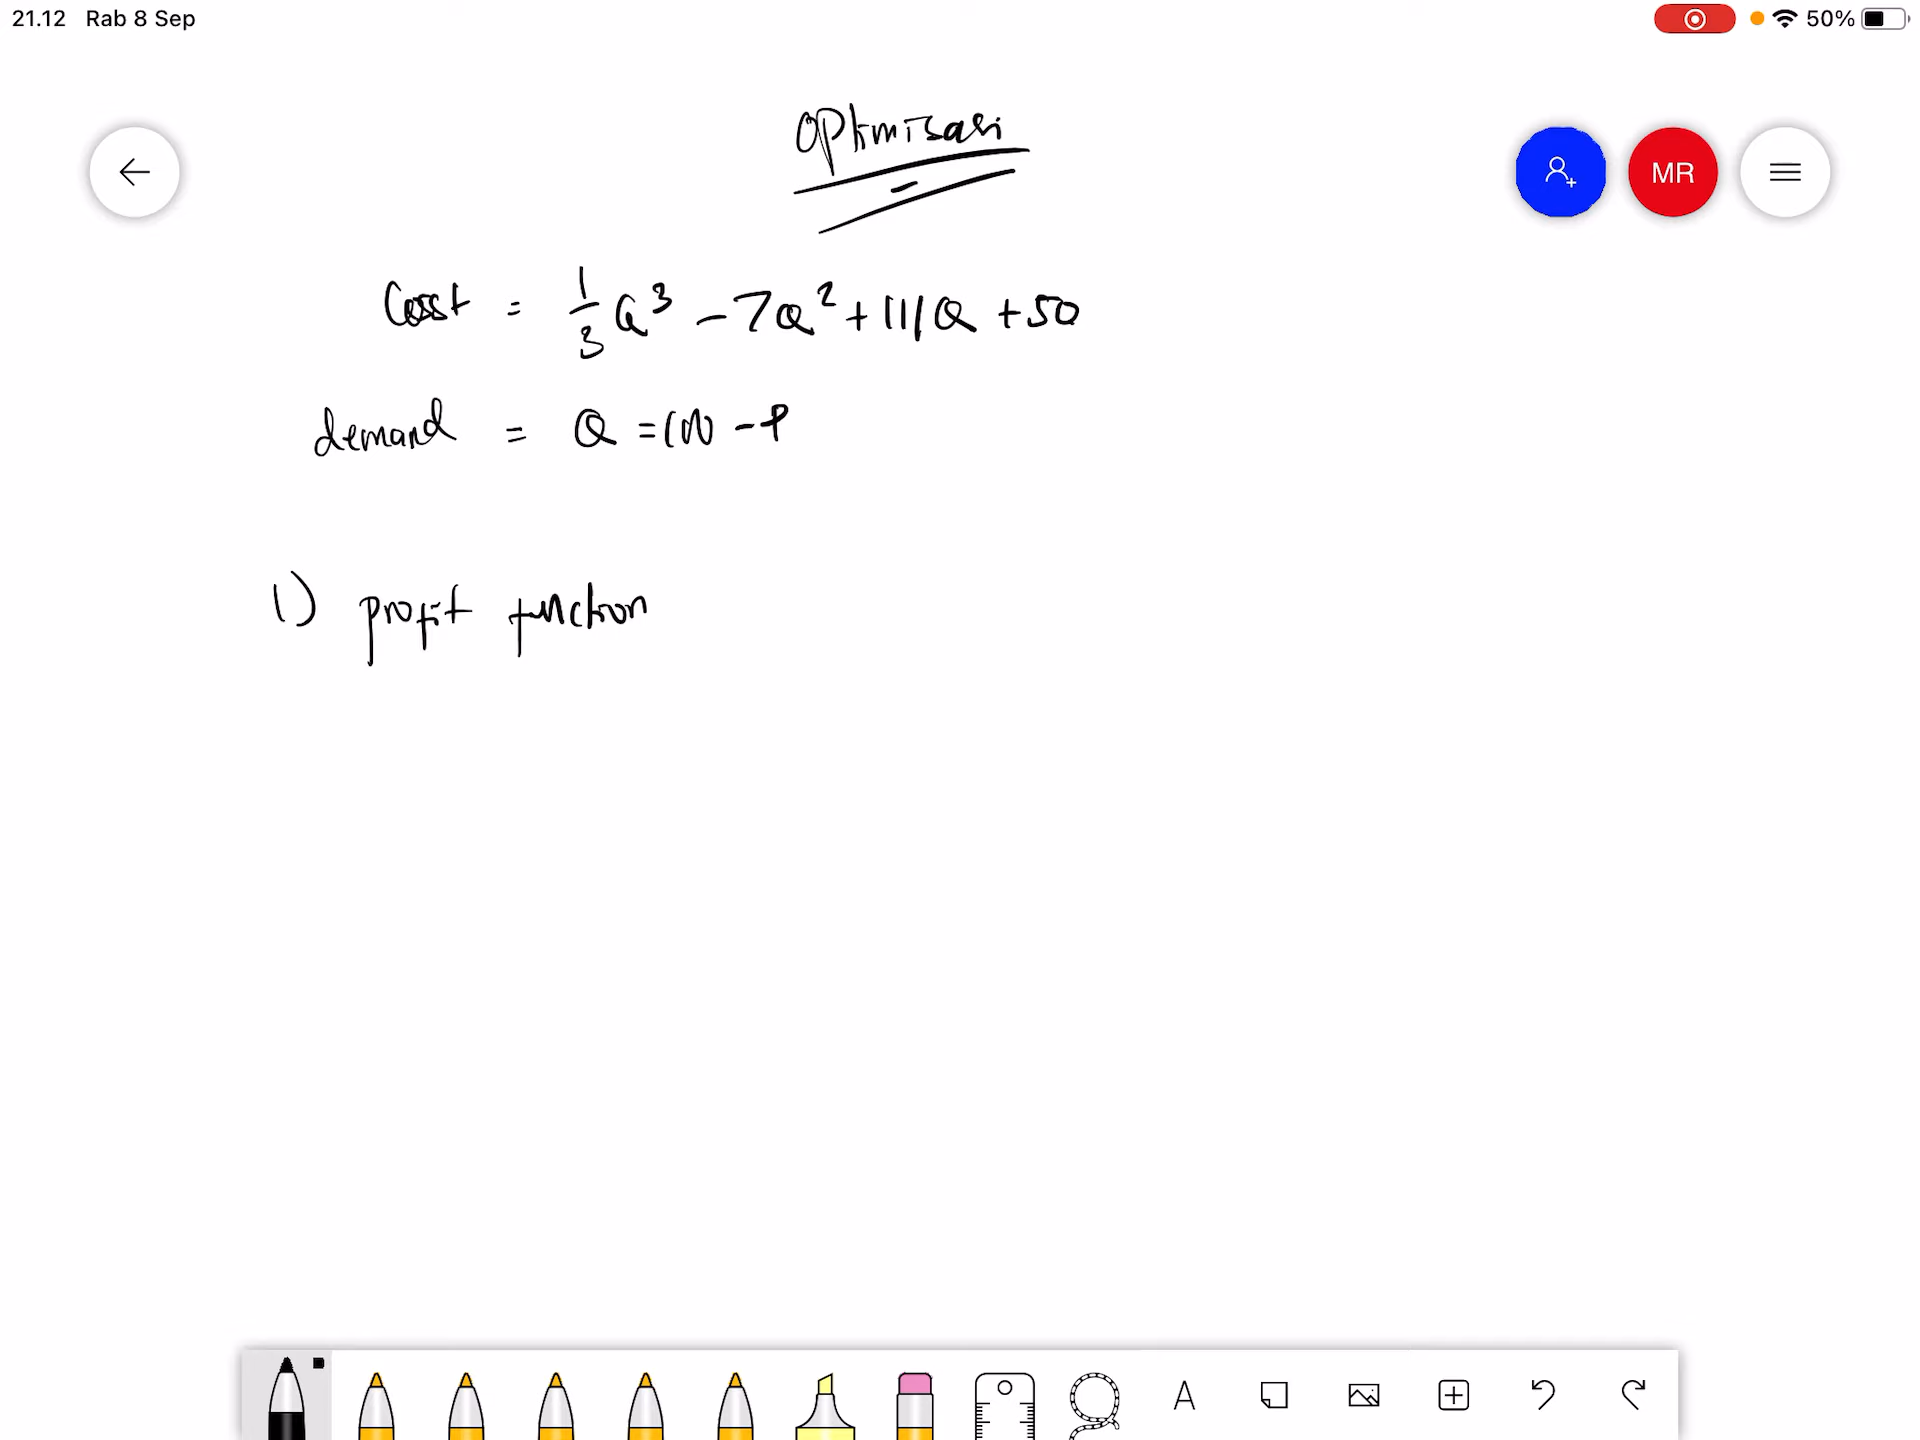 21.12 Rab 8 Sep 50%
Optimisasi
MR
Cost = 1/3 Q³ - 7Q² + 111Q + 50
demand = Q = 100 - P
1) profit function
A